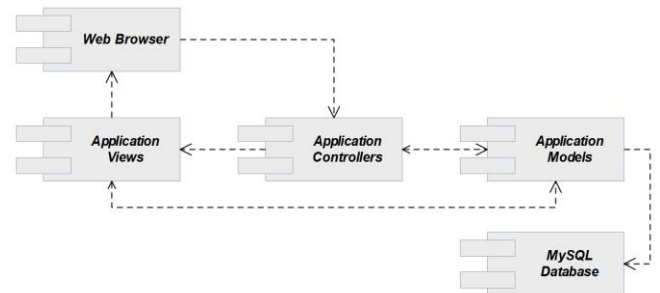 Web Browser
Application
Views
Application
Controllers
Application
Models
MySQL
Database